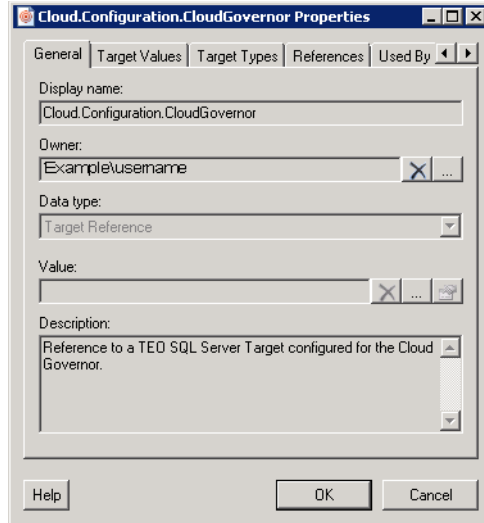 Cloud.Configuration.CloudGovernor Properties
General Target Values Target Types References Used By
Display name:
Cloud.Configuration.CloudGovernor
Owner:
Example\username
...
Data type:
Target Reference
Value:
...
Description:
Reference to a TEO SQL Server Target configured for the Cloud
Governor.
Help OK Cancel